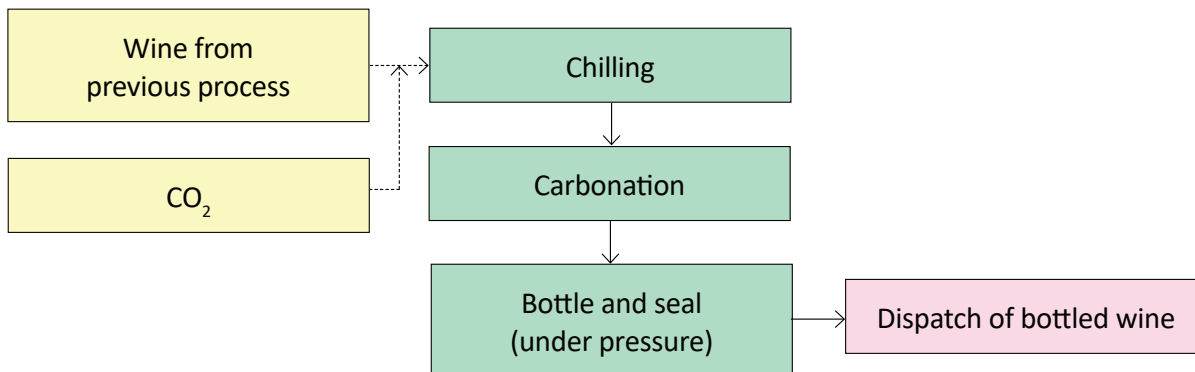 Wine from
previous process
CO₂
Chilling
Carbonation
Bottle and seal
(under pressure)
Dispatch of bottled wine